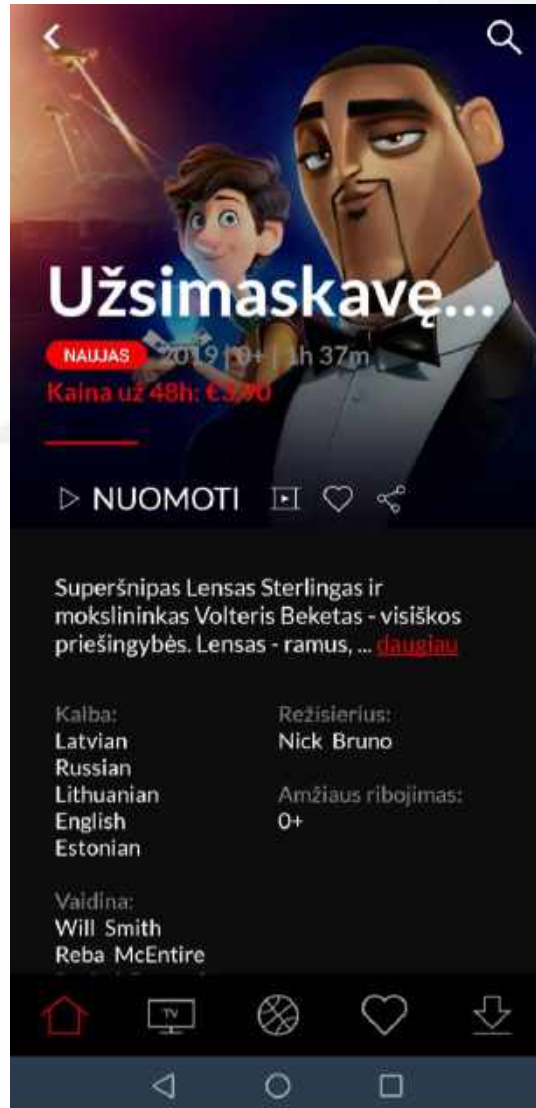 Užsimaskavę...
NAUJAS 2019 | 0+ | 1h 37m
Kaina už 48h: €3,90
NUOMOTI
Superšnipas Lensas Sterlingas ir
mokslininkas Volteris Beketas - visiškos
priešingybės. Lensas - ramus, ... daugiau
Kalba:
Latvian
Russian
Lithuanian
English
Estonian
Režisierius:
Nick Bruno
Amžiaus ribojimas:
0+
Vaidina:
Will Smith
Reba McEntire
TV